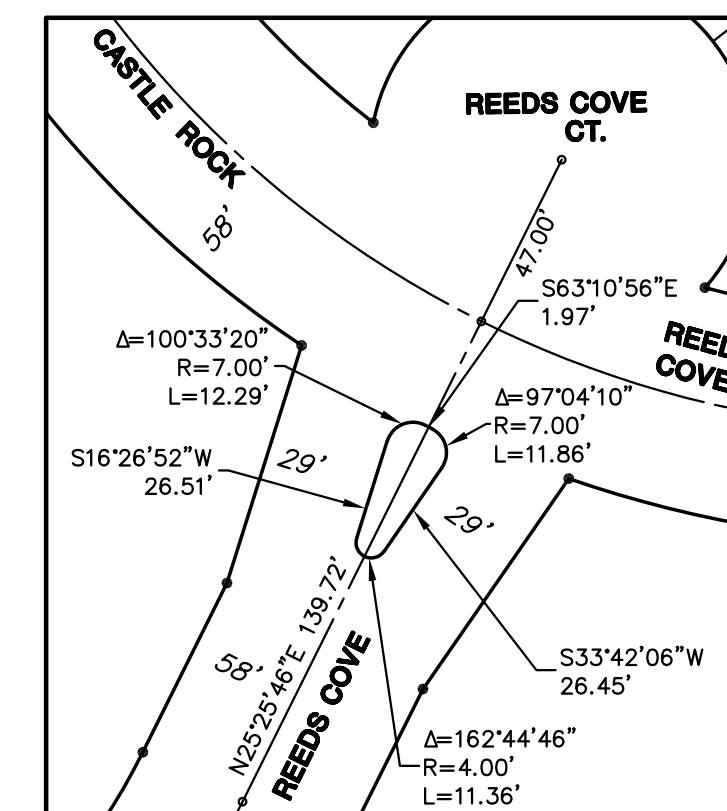 CASTLE ROCK
REEDS COVE
CT.
58'
47.00'
S63°10'56"E
1.97'
Δ=100°33'20"
R=7.00'
L=12.29'
REED
COVE
Δ=97°04'10"
R=7.00'
L=11.86'
S16°26'52"W
26.51'
29'
29'
N25°25'46"E 139.72'
58'
REEDS COVE
S33°42'06"W
26.45'
Δ=162°44'46"
R=4.00'
L=11.36'